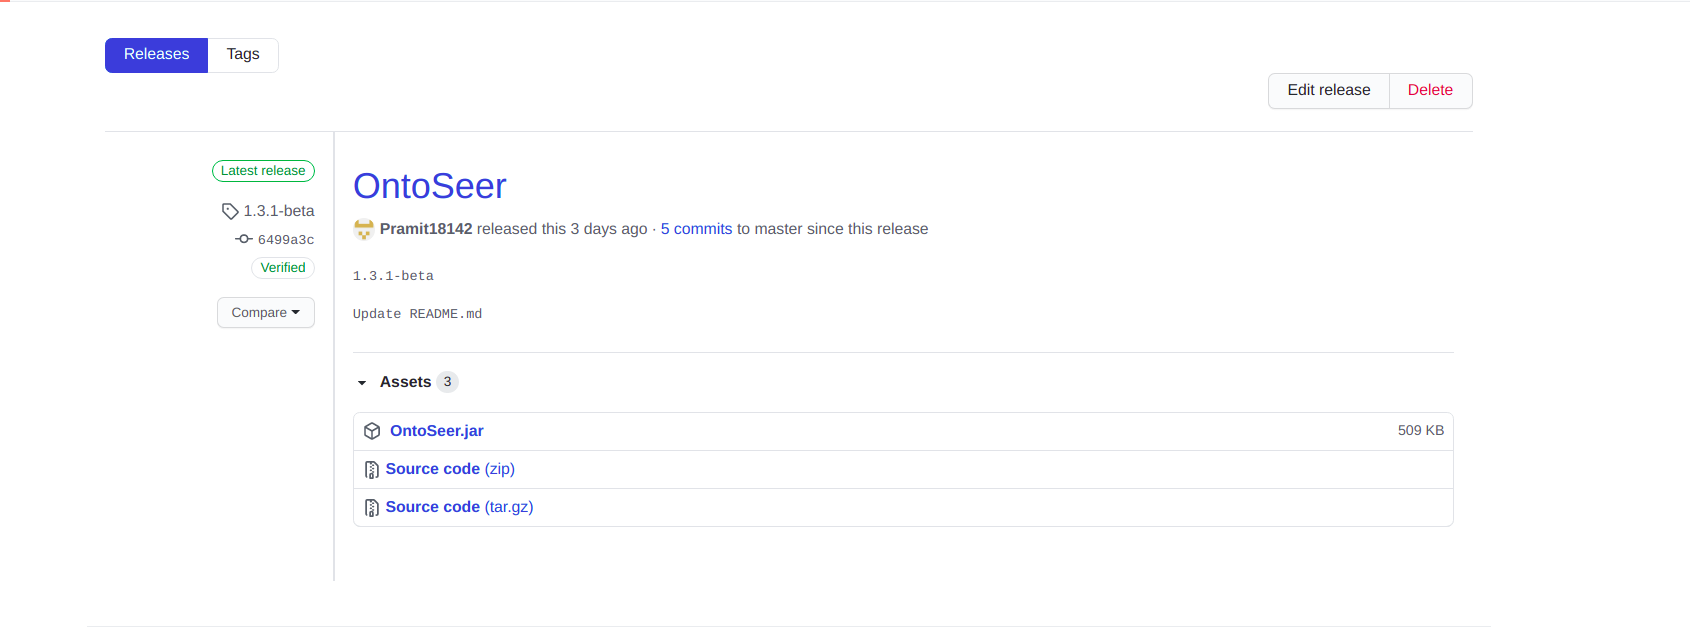 Releases Tags
Edit release Delete
Latest release
1.3.1-beta
6499a3c
Verified
Compare
OntoSeer
Pramit18142 released this 3 days ago · 5 commits to master since this release
1.3.1-beta
Update README.md
Assets 3
OntoSeer.jar 509 KB
Source code (zip)
Source code (tar.gz)